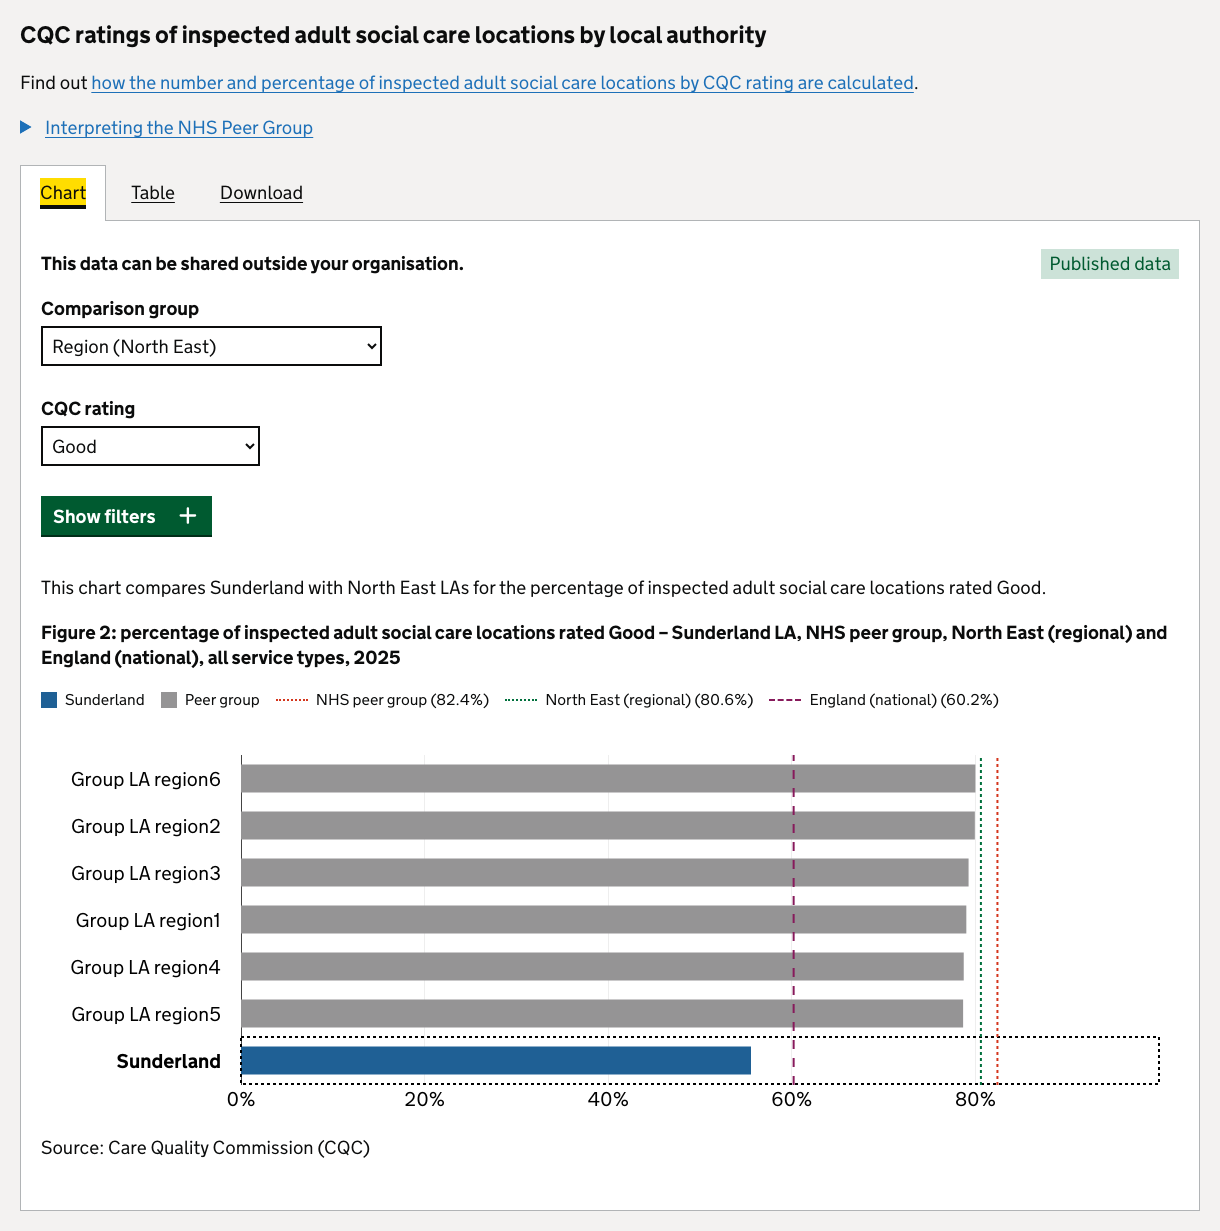 CQC ratings of inspected adult social care locations by local authority
Find out how the number and percentage of inspected adult social care locations by CQC rating are calculated.
Interpreting the NHS Peer Group
Chart Table Download
This data can be shared outside your organisation. Published data
Comparison group
Region (North East)
CQC rating
Good
Show filters +
This chart compares Sunderland with North East LAs for the percentage of inspected adult social care locations rated Good.
Figure 2: percentage of inspected adult social care locations rated Good – Sunderland LA, NHS peer group, North East (regional) and
England (national), all service types, 2025
Sunderland Peer group NHS peer group (82.4%) North East (regional) (80.6%) England (national) (60.2%)
Group LA region6
Group LA region2
Group LA region3
Group LA region1
Group LA region4
Group LA region5
Sunderland
0% 20% 40% 60% 80%
Source: Care Quality Commission (CQC)